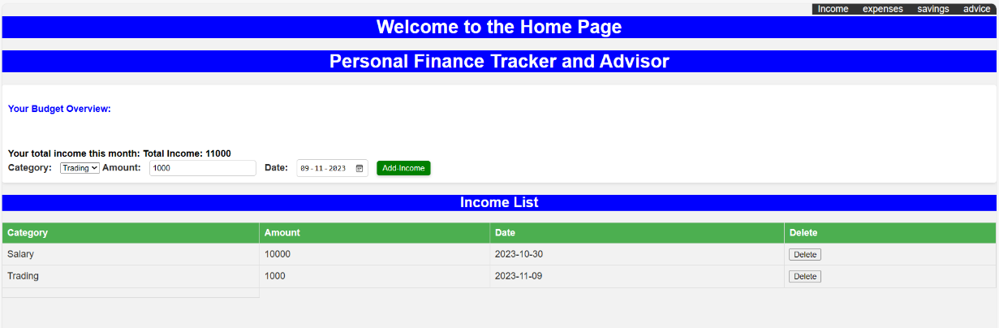 Income expenses savings advice
Welcome to the Home Page
Personal Finance Tracker and Advisor
Your Budget Overview:
Your total income this month: Total Income: 11000
Category: Trading Amount: 1000 Date: 09-11-2023 Add-Income
Income List
Category Amount Date Delete
Salary 10000 2023-10-30 Delete
Trading 1000 2023-11-09 Delete